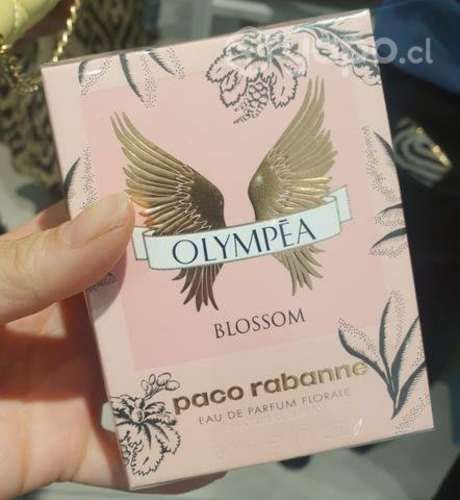 OLYMPĒA
BLOSSOM
paco rabanne
EAU DE PARFUM FLORALE